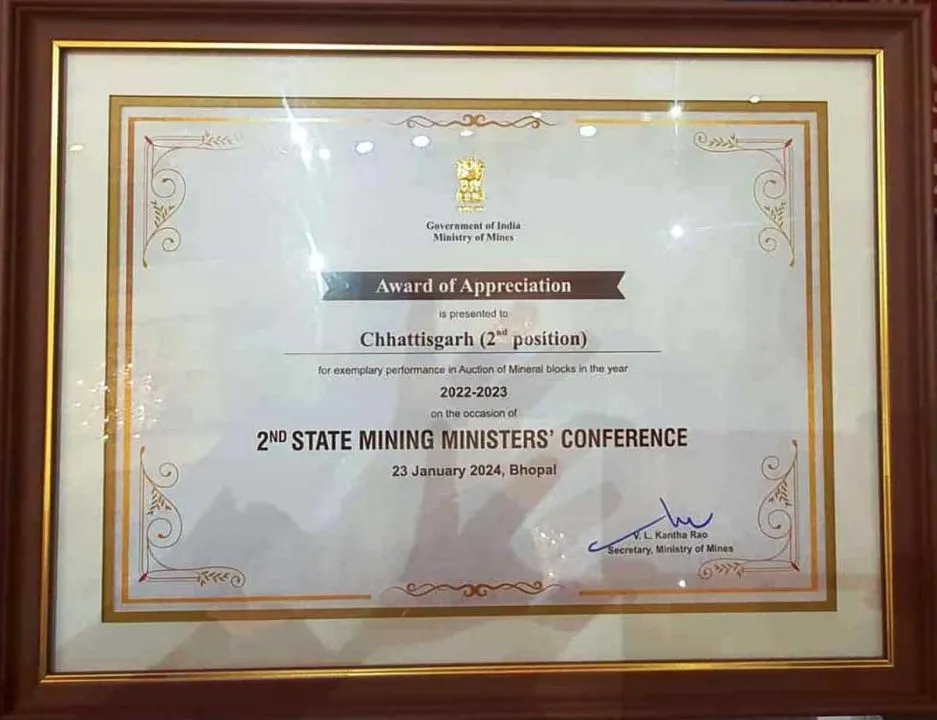 Government of India
Ministry of Mines
Award of Appreciation
is presented to
Chhattisgarh (2nd position)
for exemplary performance in Auction of Mineral blocks in the year
2022-2023
on the occasion of
2ND STATE MINING MINISTERS' CONFERENCE
23 January 2024, Bhopal
V. L. Kantha Rao
Secretary, Ministry of Mines